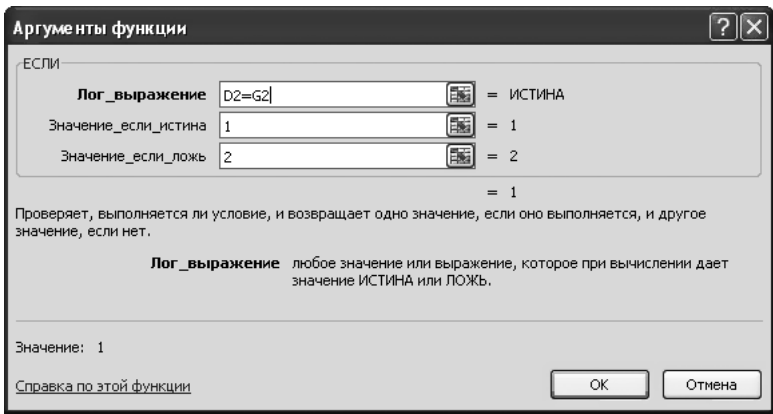 Аргументы функции
ЕСЛИ
Лог_выражение D2=G2 = ИСТИНА
Значение_если_истина 1 = 1
Значение_если_ложь 2 = 2
= 1
Проверяет, выполняется ли условие, и возвращает одно значение, если оно выполняется, и другое
значение, если нет.
Лог_выражение любое значение или выражение, которое при вычислении дает
значение ИСТИНА или ЛОЖЬ.
Значение: 1
Справка по этой функции ОК Отмена